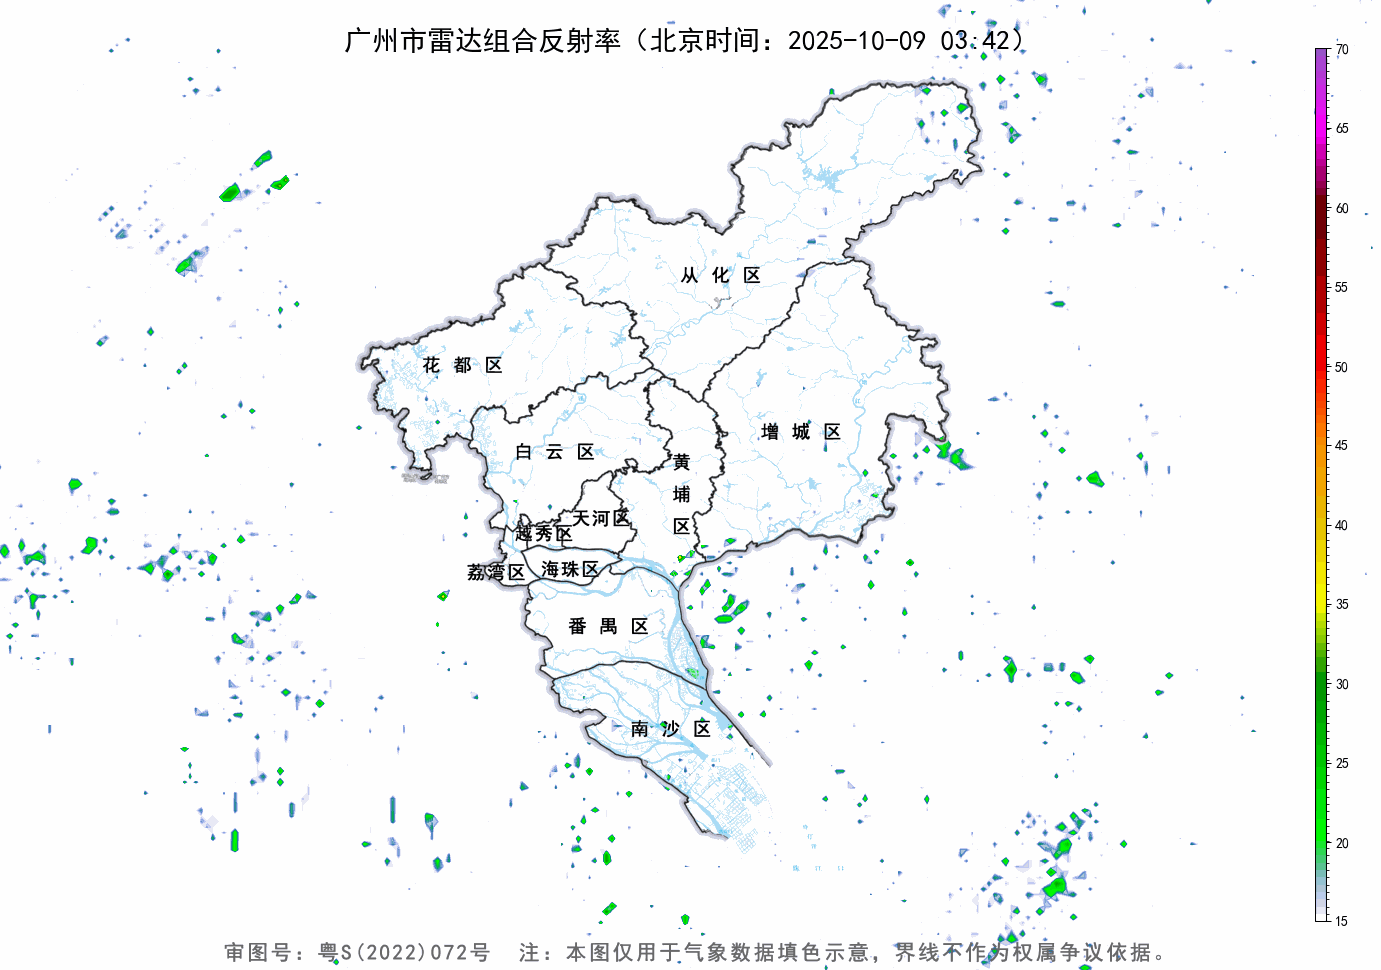 广州市雷达组合反射率（北京时间：2025-10-09 03:42）
70
65
60
55
50
45
40
35
30
25
20
15
从化区
花都区
增城区
白云区
黄埔区
天河区
越秀区
荔湾区
海珠区
番禺区
南沙区
审图号：粤S(2022)072号 注：本图仅用于气象数据填色示意，界线不作为权属争议依据。